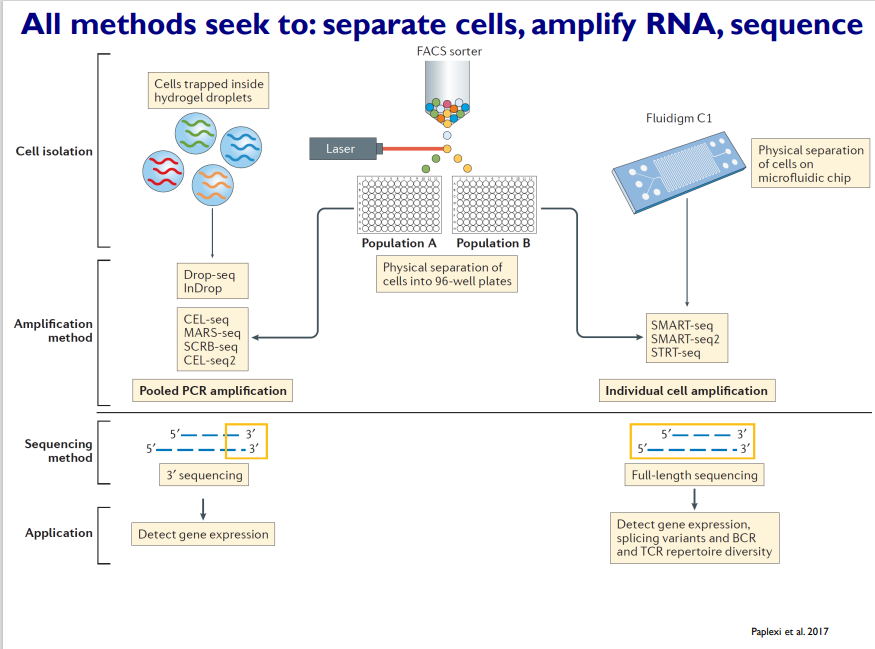 All methods seek to: separate cells, amplify RNA, sequence
FACS sorter
Cells trapped inside
hydrogel droplets
Fluidigm C1
Cell isolation
Laser
Physical separation
of cells on
microfluidic chip
Population A
Population B
Physical separation of
cells into 96-well plates
Drop-seq
InDrop
Amplification
method
CEL-seq
MARS-seq
SCRB-seq
CEL-seq2
SMART-seq
SMART-seq2
STRT-seq
Pooled PCR amplification
Individual cell amplification
Sequencing
method
5′ 3′
5′ 3′
3′ sequencing
5′ 3′
5′ 3′
Full-length sequencing
Application
Detect gene expression
Detect gene expression,
splicing variants and BCR
and TCR repertoire diversity
Paplexi et al. 2017